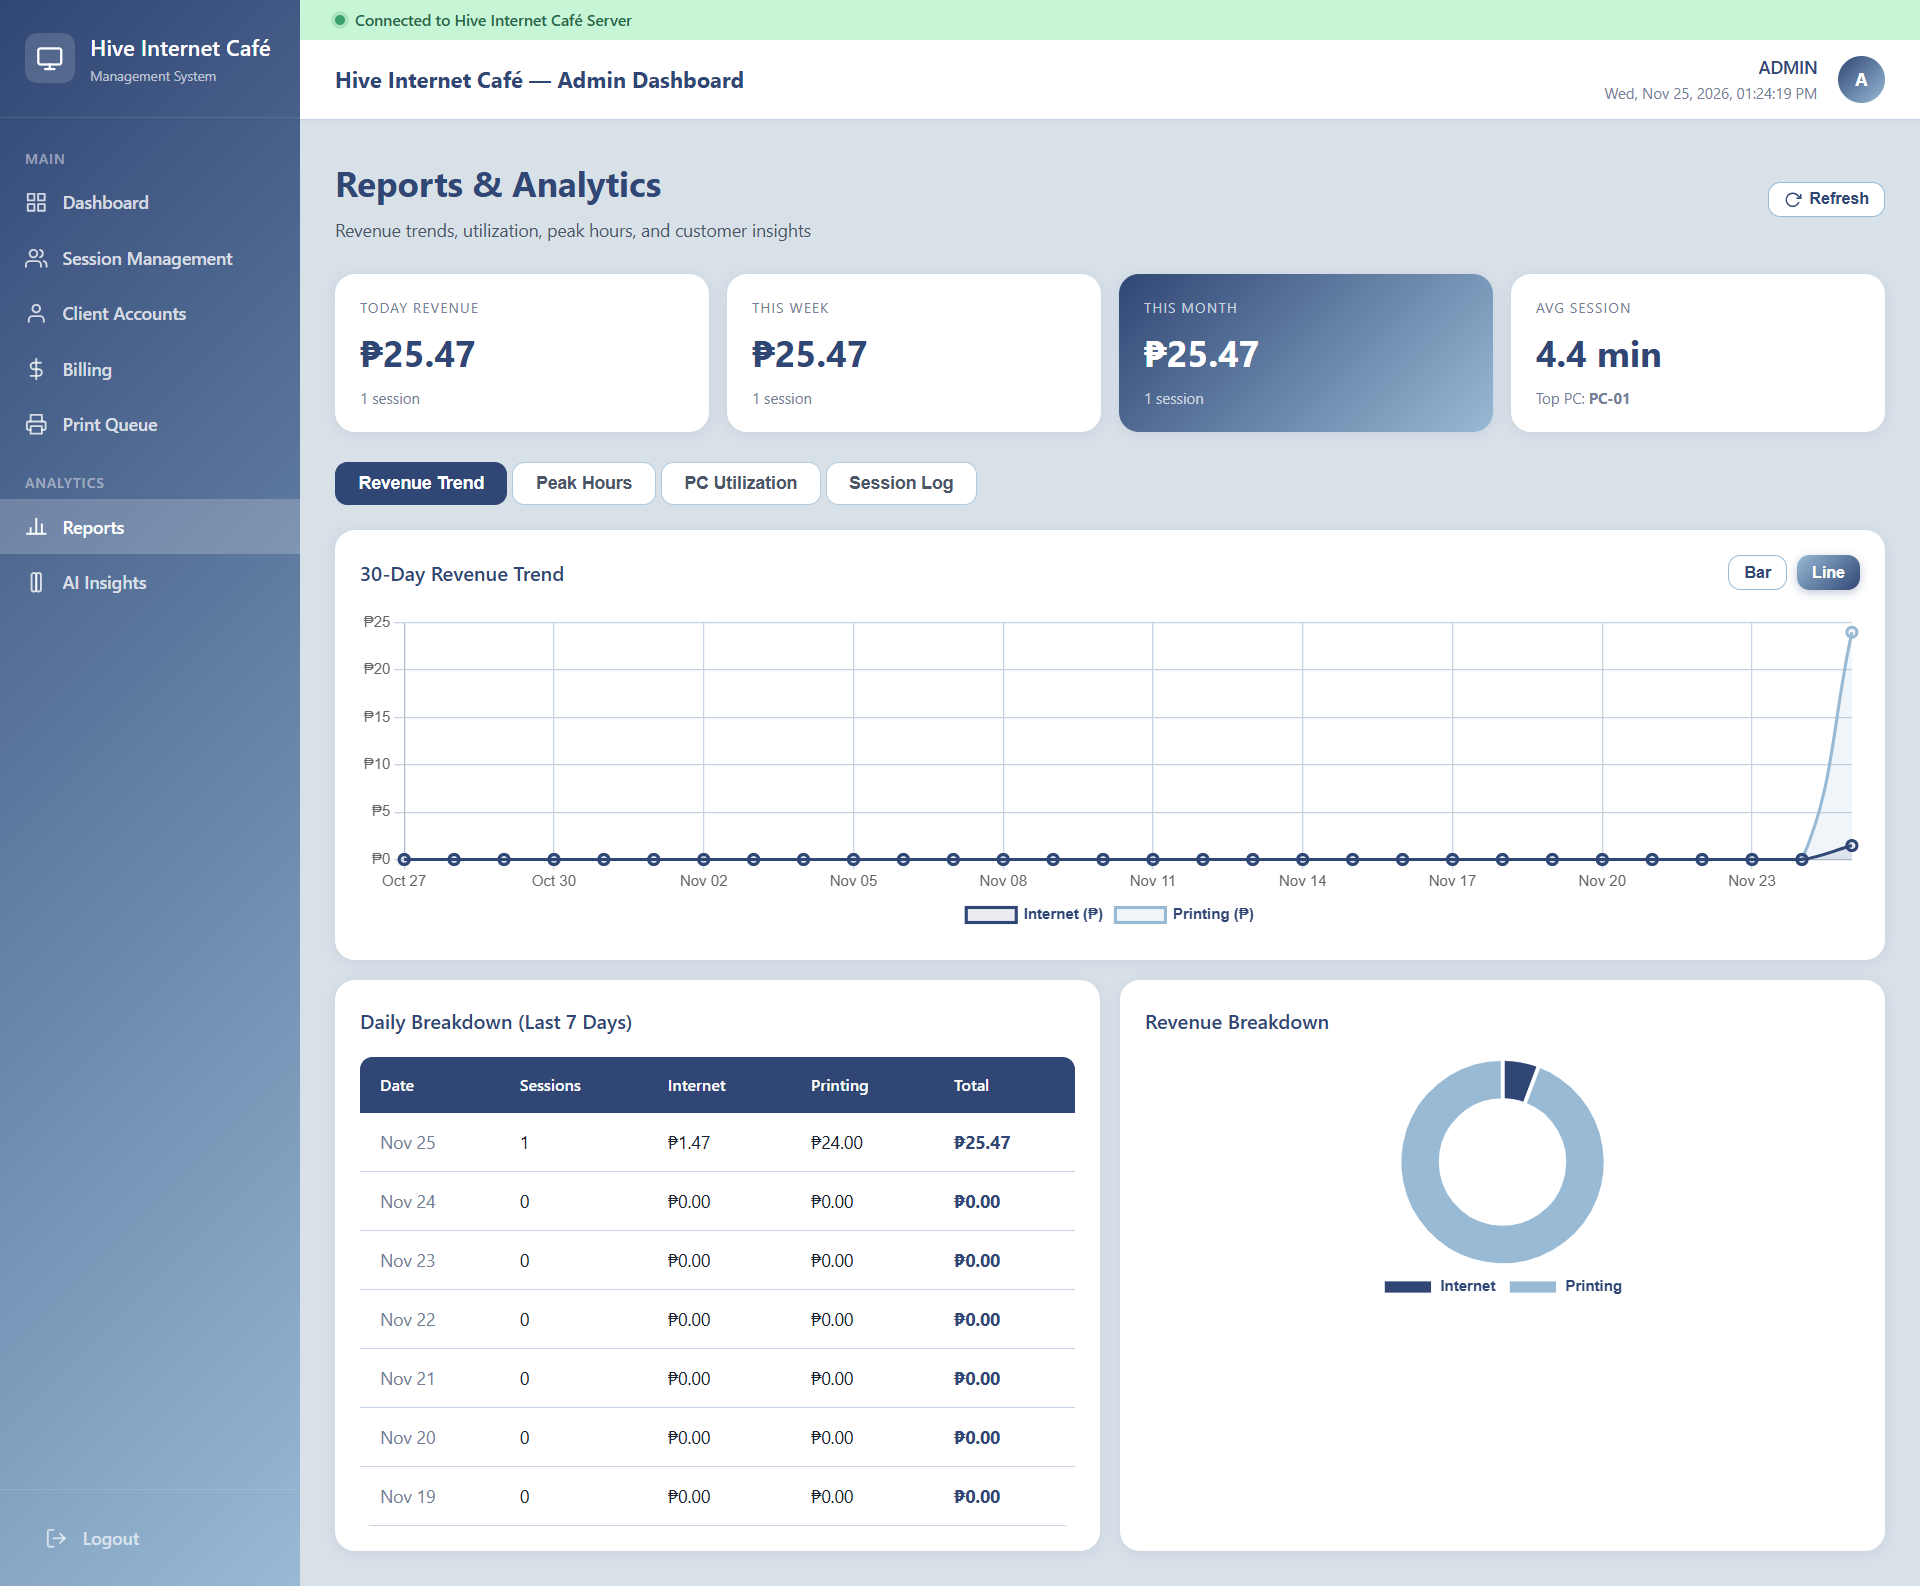 Hive Internet Café
Management System
MAIN
Dashboard
Session Management
Client Accounts
Billing
Print Queue
ANALYTICS
Reports
AI Insights
Logout
Connected to Hive Internet Café Server
Hive Internet Café — Admin Dashboard
ADMIN
Wed, Nov 25, 2026, 01:24:19 PM
A
Reports & Analytics
Revenue trends, utilization, peak hours, and customer insights
Refresh
TODAY REVENUE
₱25.47
1 session
THIS WEEK
₱25.47
1 session
THIS MONTH
₱25.47
1 session
AVG SESSION
4.4 min
Top PC: PC-01
Revenue Trend
Peak Hours
PC Utilization
Session Log
30-Day Revenue Trend
Bar
Line
₱25
₱20
₱15
₱10
₱5
₱0
Oct 27 Oct 30 Nov 02 Nov 05 Nov 08 Nov 11 Nov 14 Nov 17 Nov 20 Nov 23
Internet (₱) Printing (₱)
Daily Breakdown (Last 7 Days)
Date Sessions Internet Printing Total
Nov 25 1 ₱1.47 ₱24.00 ₱25.47
Nov 24 0 ₱0.00 ₱0.00 ₱0.00
Nov 23 0 ₱0.00 ₱0.00 ₱0.00
Nov 22 0 ₱0.00 ₱0.00 ₱0.00
Nov 21 0 ₱0.00 ₱0.00 ₱0.00
Nov 20 0 ₱0.00 ₱0.00 ₱0.00
Nov 19 0 ₱0.00 ₱0.00 ₱0.00
Revenue Breakdown
Internet Printing